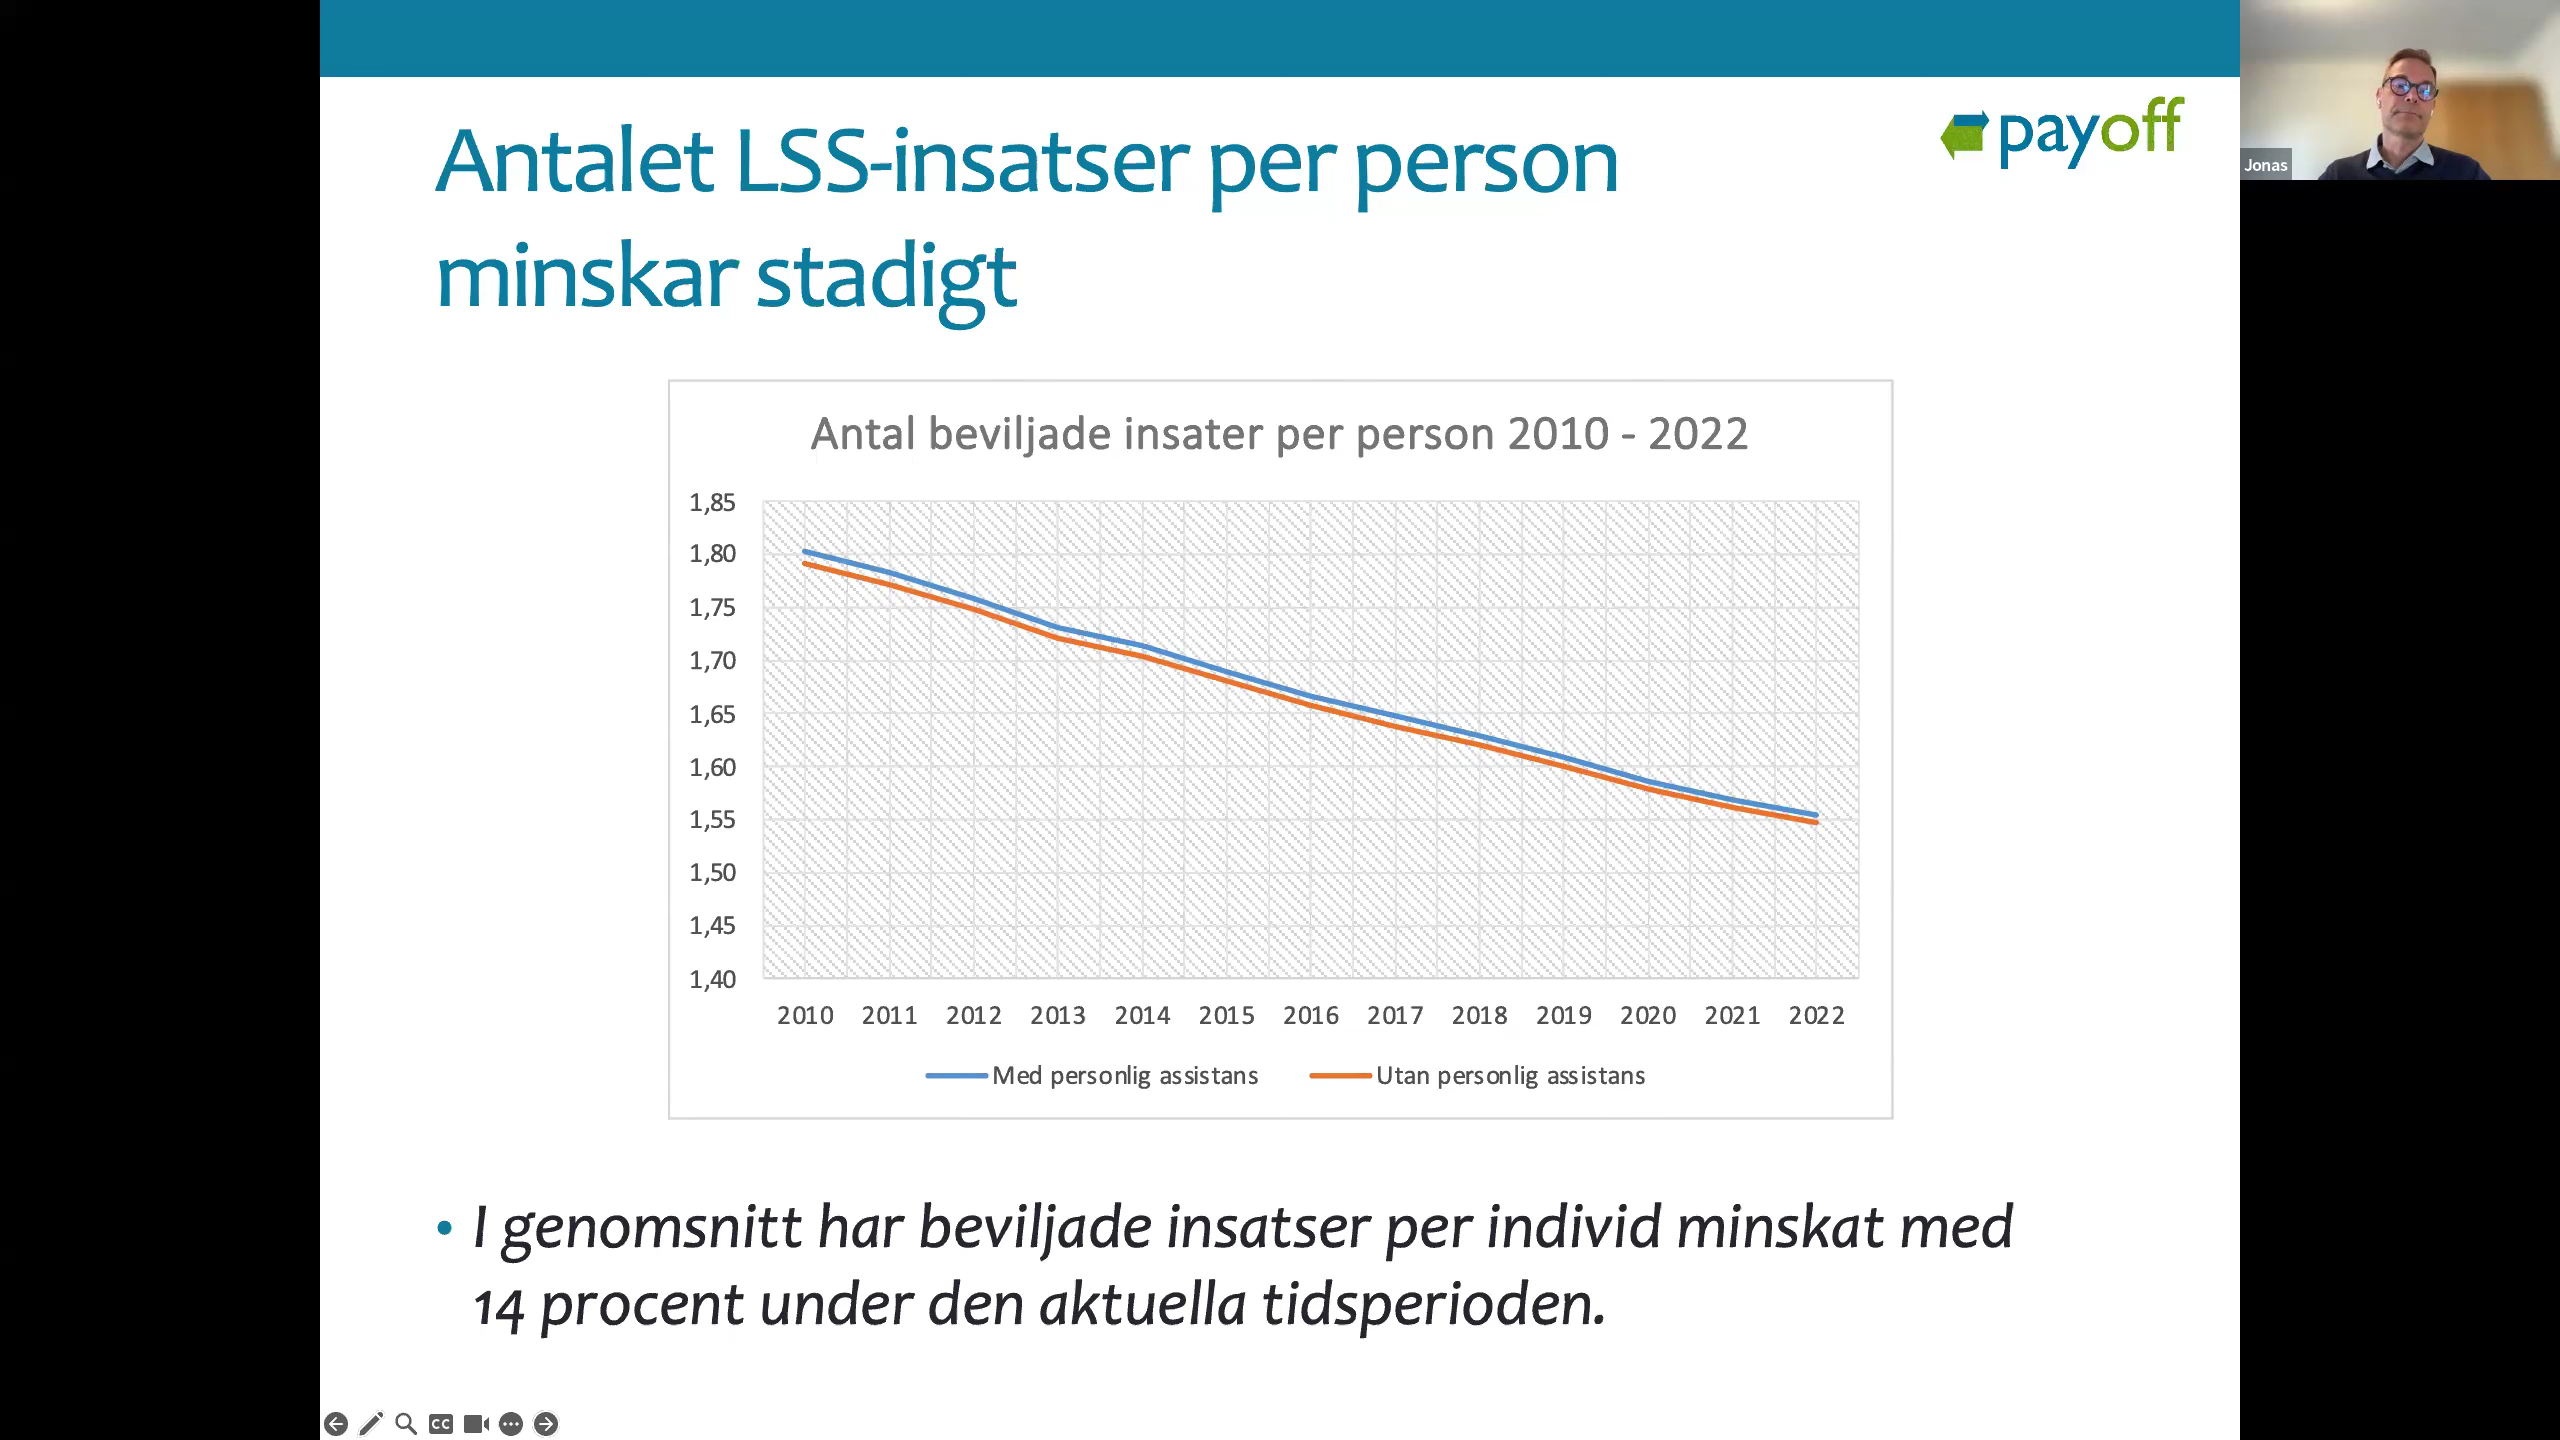 Antalet LSS-insatser per person
minskar stadigt
payoff
Jonas
Antal beviljade insater per person 2010 - 2022
1,85
1,80
1,75
1,70
1,65
1,60
1,55
1,50
1,45
1,40
2010 2011 2012 2013 2014 2015 2016 2017 2018 2019 2020 2021 2022
Med personlig assistans Utan personlig assistans
• I genomsnitt har beviljade insatser per individ minskat med
14 procent under den aktuella tidsperioden.
CC